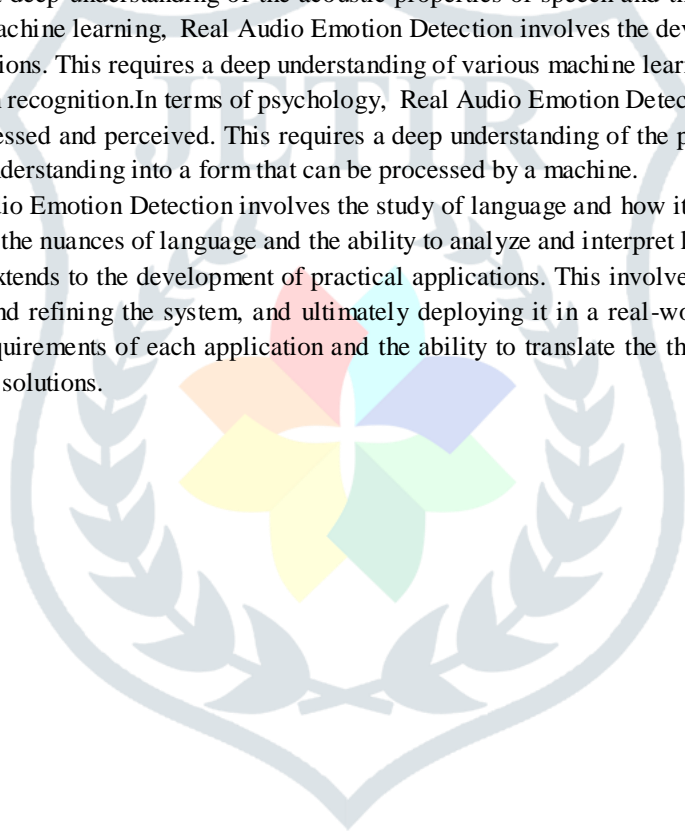 deep understanding of the acoustic properties of speech and th
achine learning, Real Audio Emotion Detection involves the dev
ions. This requires a deep understanding of various machine lear
recognition.In terms of psychology, Real Audio Emotion Detec
essed and perceived. This requires a deep understanding of the p
derstanding into a form that can be processed by a machine.
io Emotion Detection involves the study of language and how it
the nuances of language and the ability to analyze and interpret
xtends to the development of practical applications. This involve
nd refining the system, and ultimately deploying it in a real-wo
quirements of each application and the ability to translate the th
solutions.
JETIR